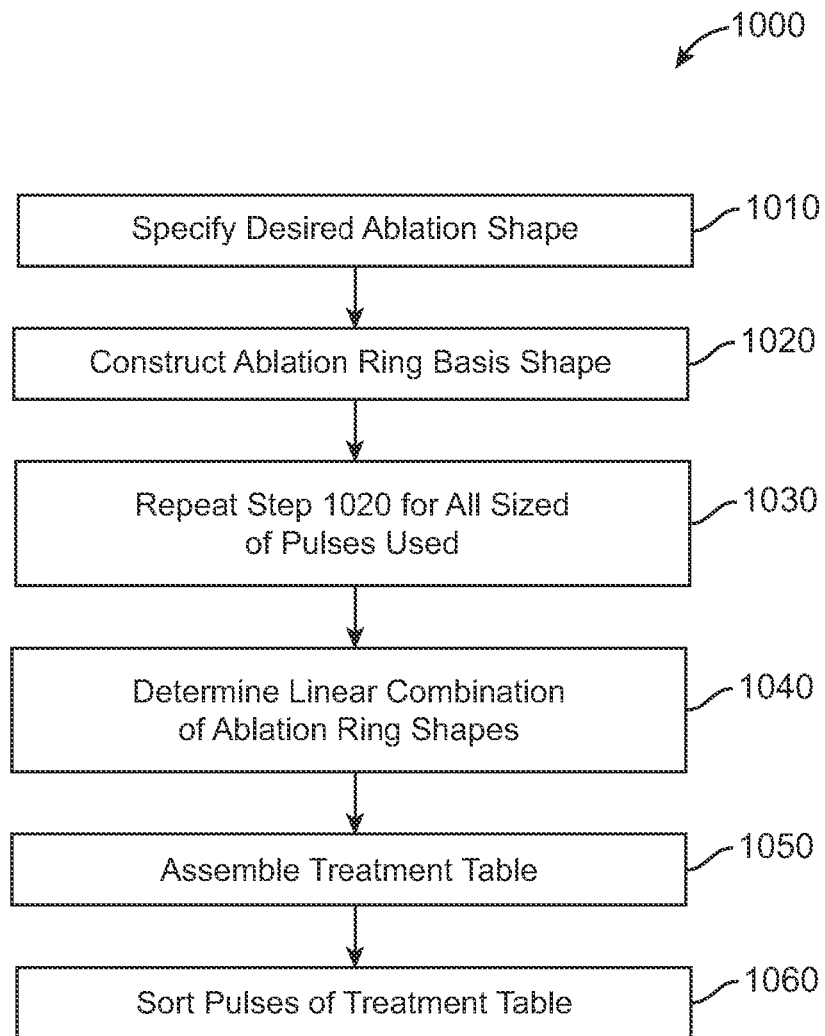 1000
Specify Desired Ablation Shape
1010
Construct Ablation Ring Basis Shape
1020
Repeat Step 1020 for All Sized
of Pulses Used
1030
Determine Linear Combination
of Ablation Ring Shapes
1040
Assemble Treatment Table
1050
Sort Pulses of Treatment Table
1060